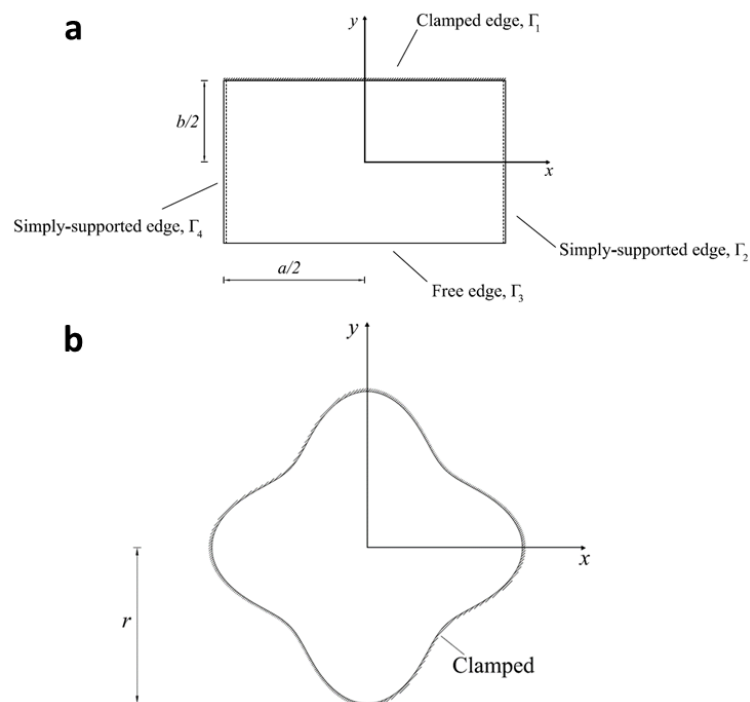 a
y
Clamped edge, Γ1
b/2
x
Simply-supported edge, Γ4
Simply-supported edge, Γ2
a/2
Free edge, Γ3
b
y
x
r
Clamped